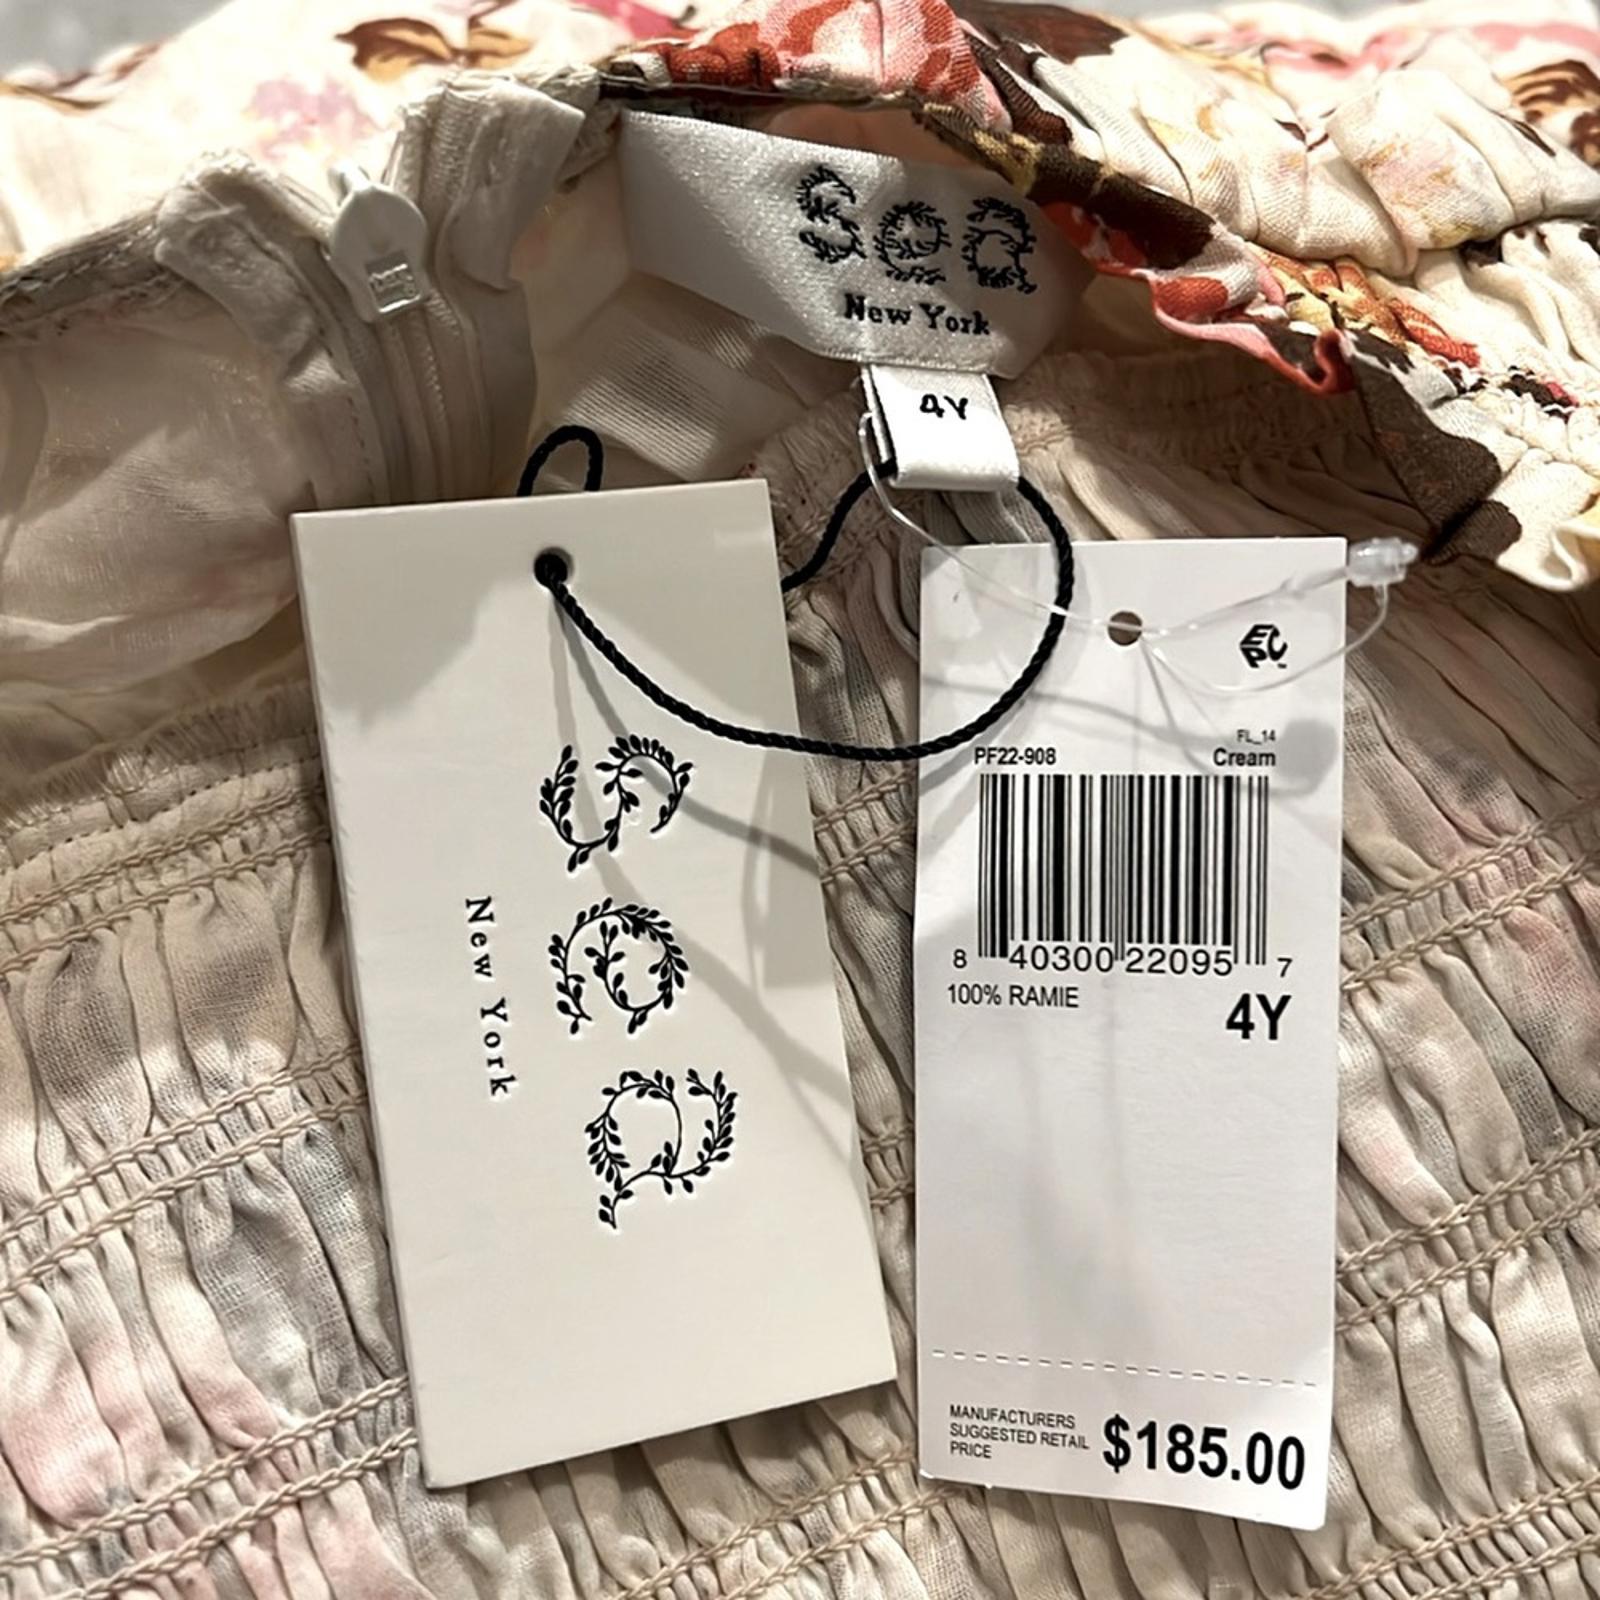 Sea
New York
4Y
Sea
New York
EPC™
FL_14
PF22-908 Cream
8 40300 22095 7
100% RAMIE
4Y
MANUFACTURERS
SUGGESTED RETAIL
PRICE
$185.00